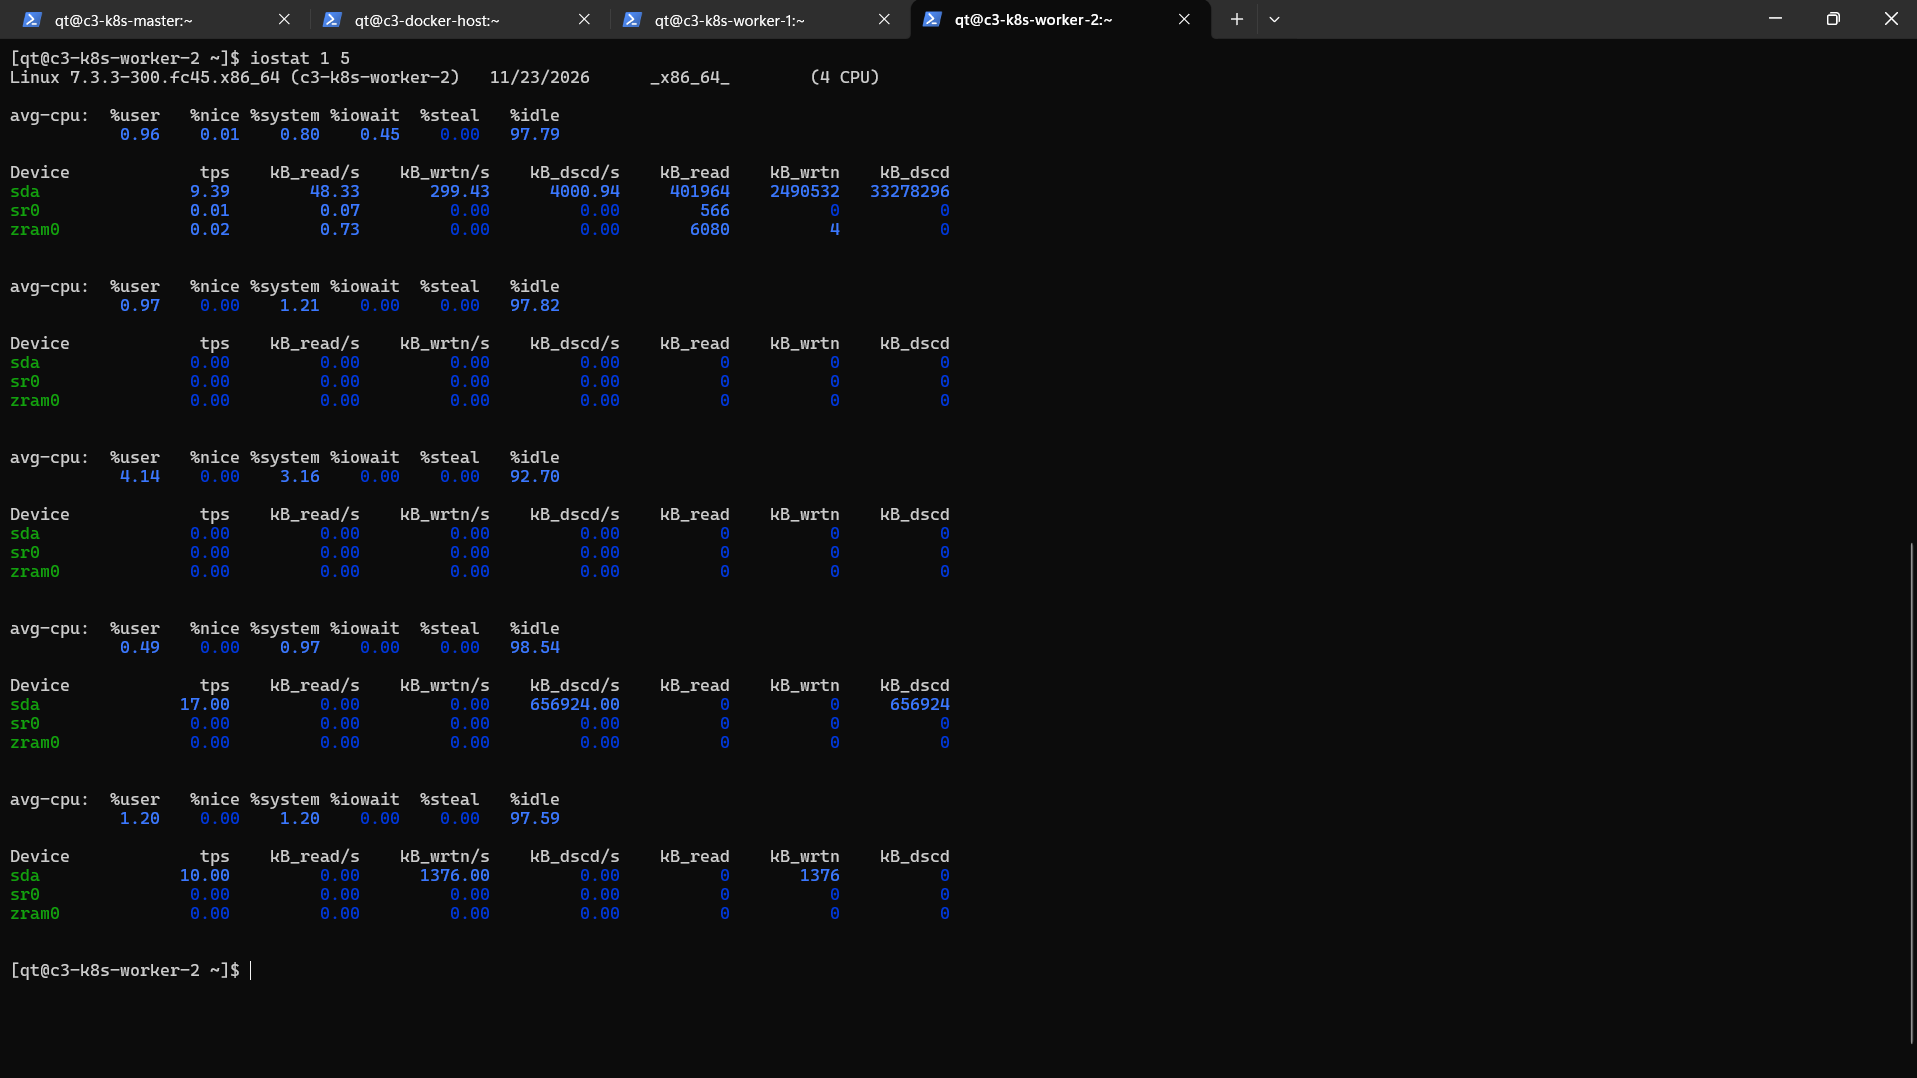 qt@c3-k8s-master:~ qt@c3-docker-host:~ qt@c3-k8s-worker-1:~ qt@c3-k8s-worker-2:~
[qt@c3-k8s-worker-2 ~]$ iostat 1 5
Linux 7.3.3-300.fc45.x86_64 (c3-k8s-worker-2) 11/23/2026 _x86_64_ (4 CPU)
avg-cpu: %user %nice %system %iowait %steal %idle
0.96 0.01 0.80 0.45 0.00 97.79
Device tps kB_read/s kB_wrtn/s kB_dscd/s kB_read kB_wrtn kB_dscd
sda 9.39 48.33 299.43 4000.94 401964 2490532 33278296
sr0 0.01 0.07 0.00 0.00 566 0 0
zram0 0.02 0.73 0.00 0.00 6080 4 0
avg-cpu: %user %nice %system %iowait %steal %idle
0.97 0.00 1.21 0.00 0.00 97.82
Device tps kB_read/s kB_wrtn/s kB_dscd/s kB_read kB_wrtn kB_dscd
sda 0.00 0.00 0.00 0.00 0 0 0
sr0 0.00 0.00 0.00 0.00 0 0 0
zram0 0.00 0.00 0.00 0.00 0 0 0
avg-cpu: %user %nice %system %iowait %steal %idle
4.14 0.00 3.16 0.00 0.00 92.70
Device tps kB_read/s kB_wrtn/s kB_dscd/s kB_read kB_wrtn kB_dscd
sda 0.00 0.00 0.00 0.00 0 0 0
sr0 0.00 0.00 0.00 0.00 0 0 0
zram0 0.00 0.00 0.00 0.00 0 0 0
avg-cpu: %user %nice %system %iowait %steal %idle
0.49 0.00 0.97 0.00 0.00 98.54
Device tps kB_read/s kB_wrtn/s kB_dscd/s kB_read kB_wrtn kB_dscd
sda 17.00 0.00 0.00 656924.00 0 0 656924
sr0 0.00 0.00 0.00 0.00 0 0 0
zram0 0.00 0.00 0.00 0.00 0 0 0
avg-cpu: %user %nice %system %iowait %steal %idle
1.20 0.00 1.20 0.00 0.00 97.59
Device tps kB_read/s kB_wrtn/s kB_dscd/s kB_read kB_wrtn kB_dscd
sda 10.00 0.00 1376.00 0.00 0 1376 0
sr0 0.00 0.00 0.00 0.00 0 0 0
zram0 0.00 0.00 0.00 0.00 0 0 0
[qt@c3-k8s-worker-2 ~]$